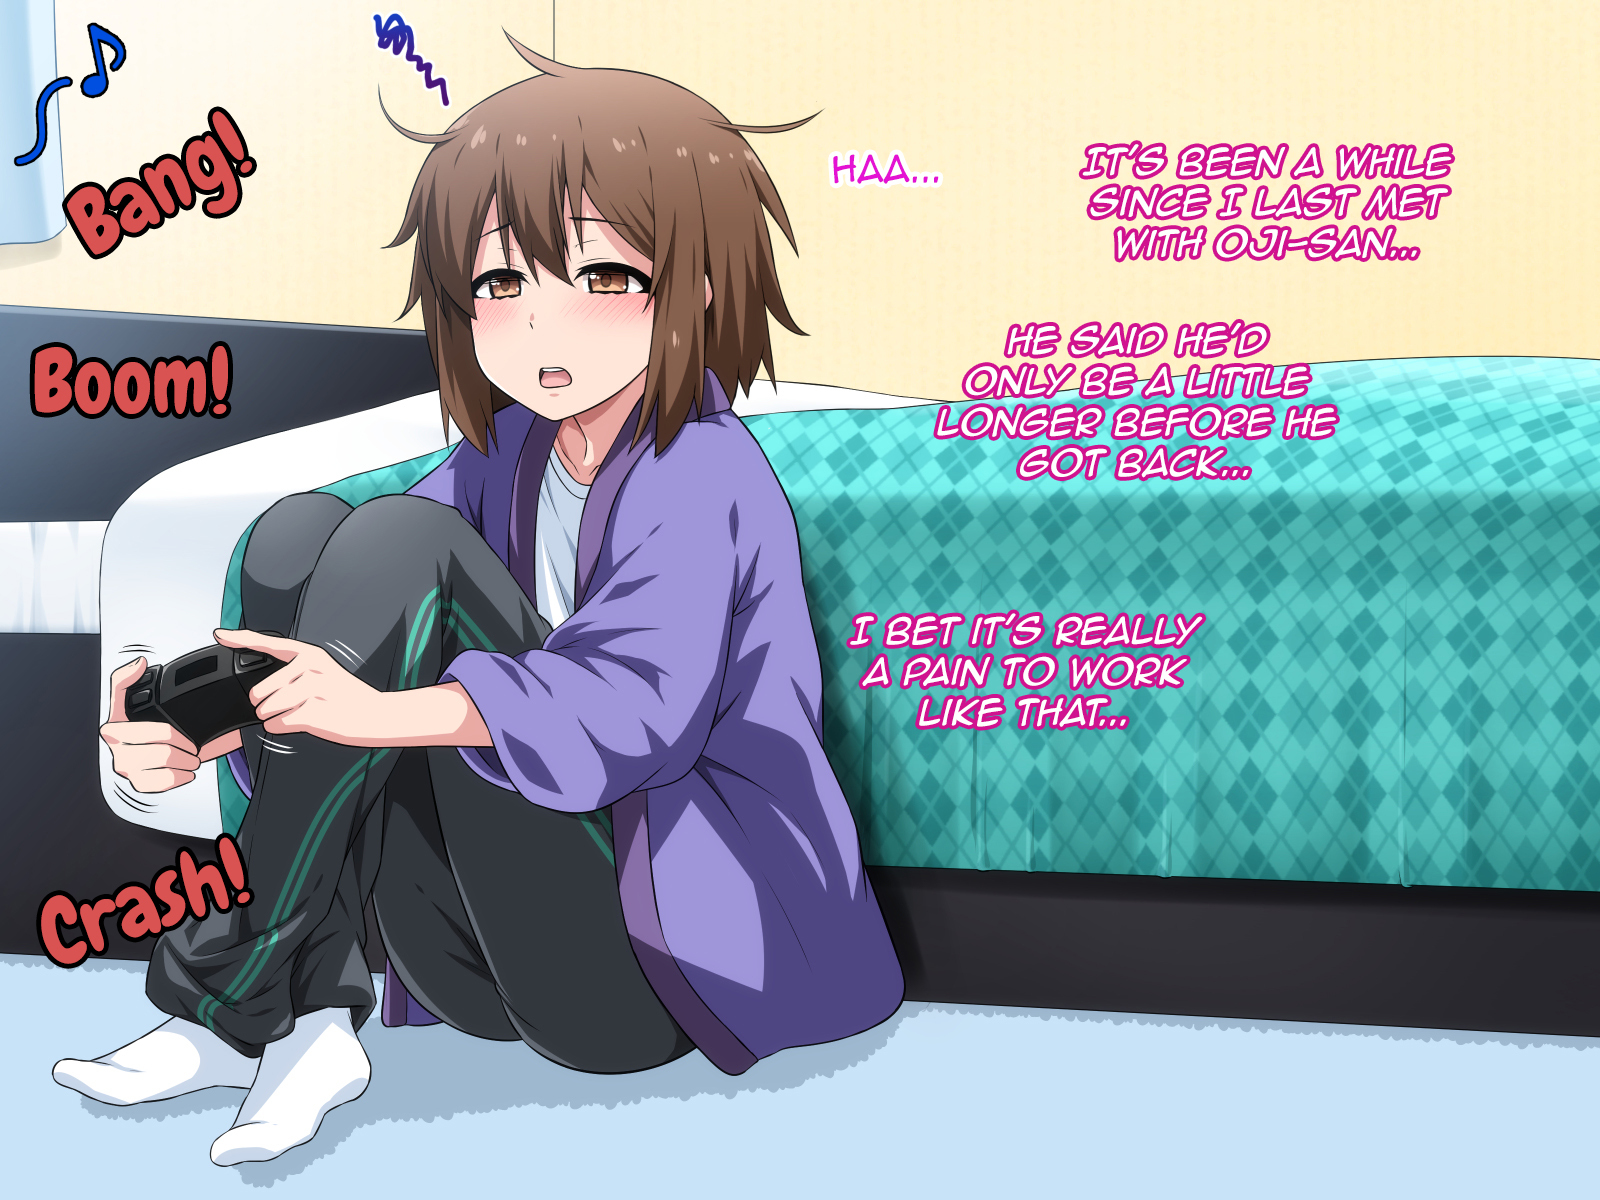 Bang!
Boom!
Crash!
HAA...
IT'S BEEN A WHILE
SINCE I LAST MET
WITH OJI-SAN...
HE SAID HE'D
ONLY BE A LITTLE
LONGER BEFORE HE
GOT BACK...
I BET IT'S REALLY
A PAIN TO WORK
LIKE THAT...